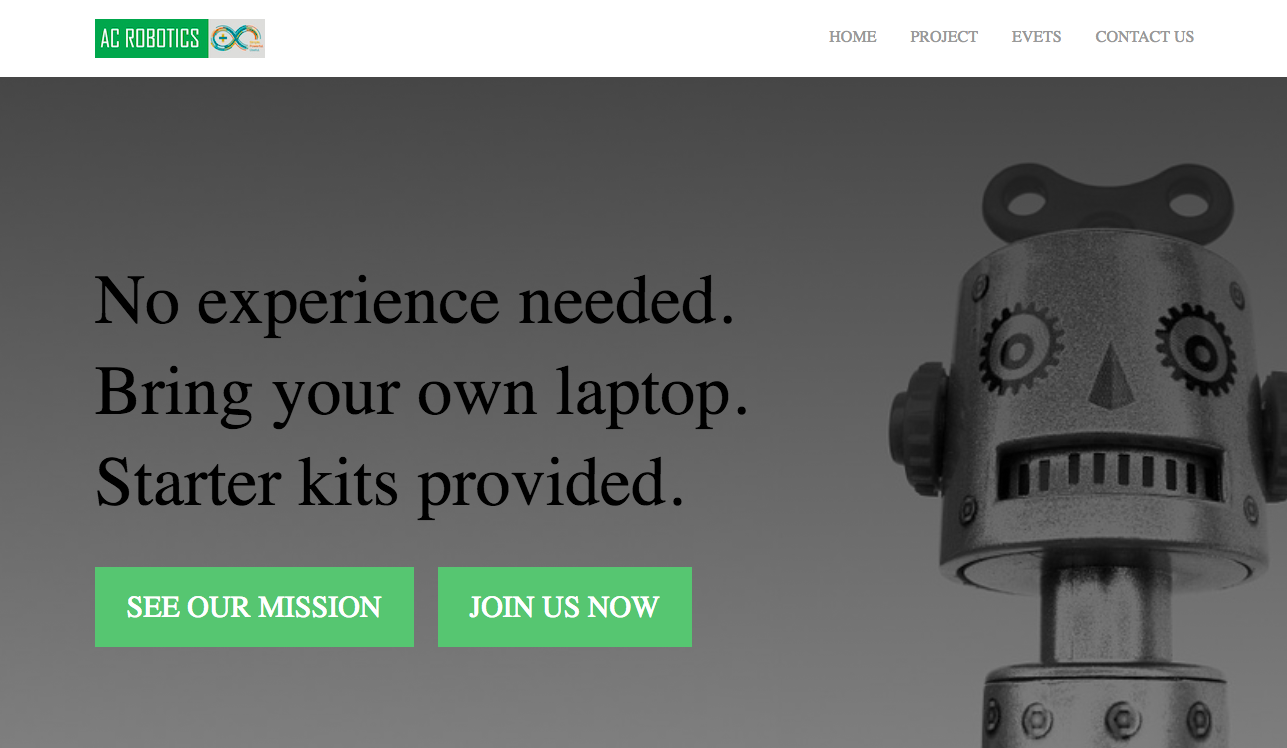 AC ROBOTICS
HOME PROJECT EVETS CONTACT US
No experience needed.
Bring your own laptop.
Starter kits provided.
SEE OUR MISSION JOIN US NOW